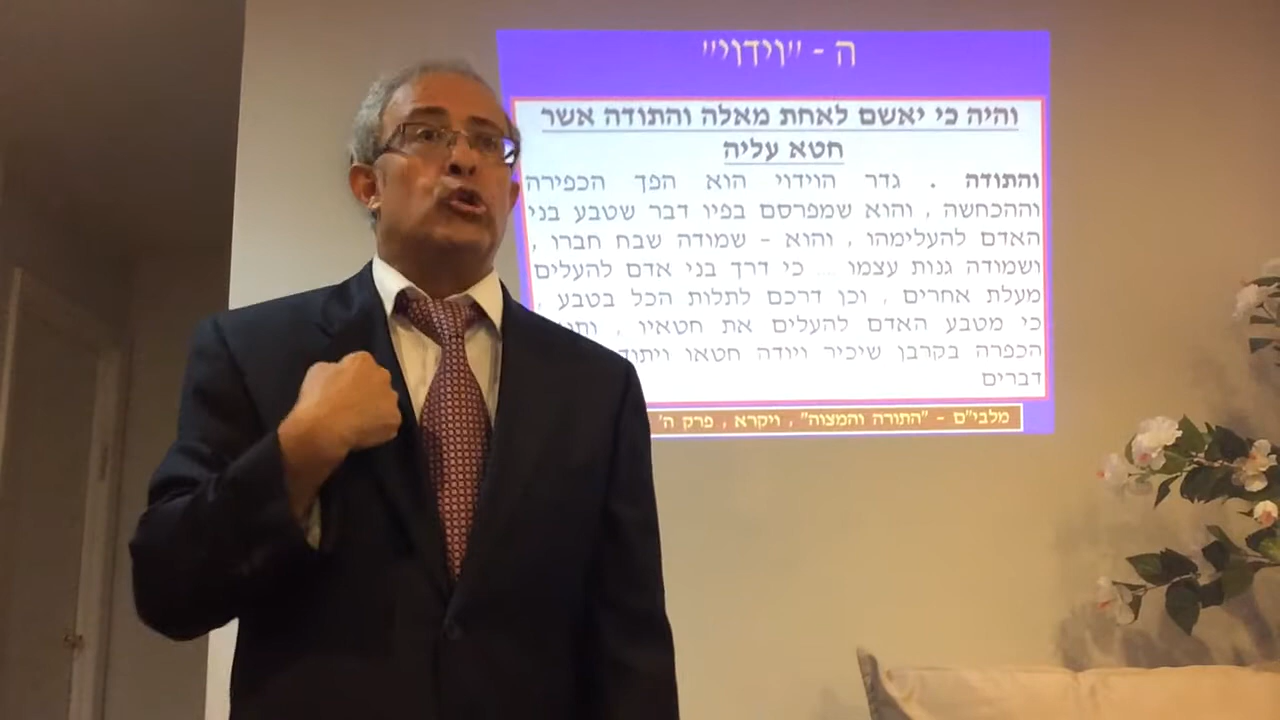 ה - "וידוי"
והיה כי יאשם לאחת מאלה והתודה אשר
חטא עליה
והתודה . גדר הוידוי הוא הפך הכפירה
וההכחשה , והוא שמפרסם בפיו דבר שטבע בני
האדם להעלימהו , והוא - שמודה שבח חברו ,
ושמודה גנות עצמו ... כי דרך בני אדם להעלים
מעלת אחרים , וכן דרכם לתלות הכל בטבע ,
כי מטבע האדם להעלים את חטאיו ,
הכפרה בקרבן שיכיר ויודה חטאו
דברים
מלבי"ם - "התורה והמצוה" , ויקרא , פרק ה'